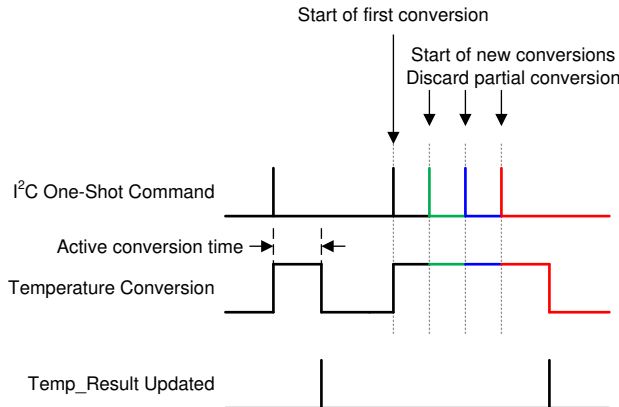 Start of first conversion
Start of new conversions
Discard partial conversion
I²C One-Shot Command
Active conversion time
Temperature Conversion
Temp_Result Updated